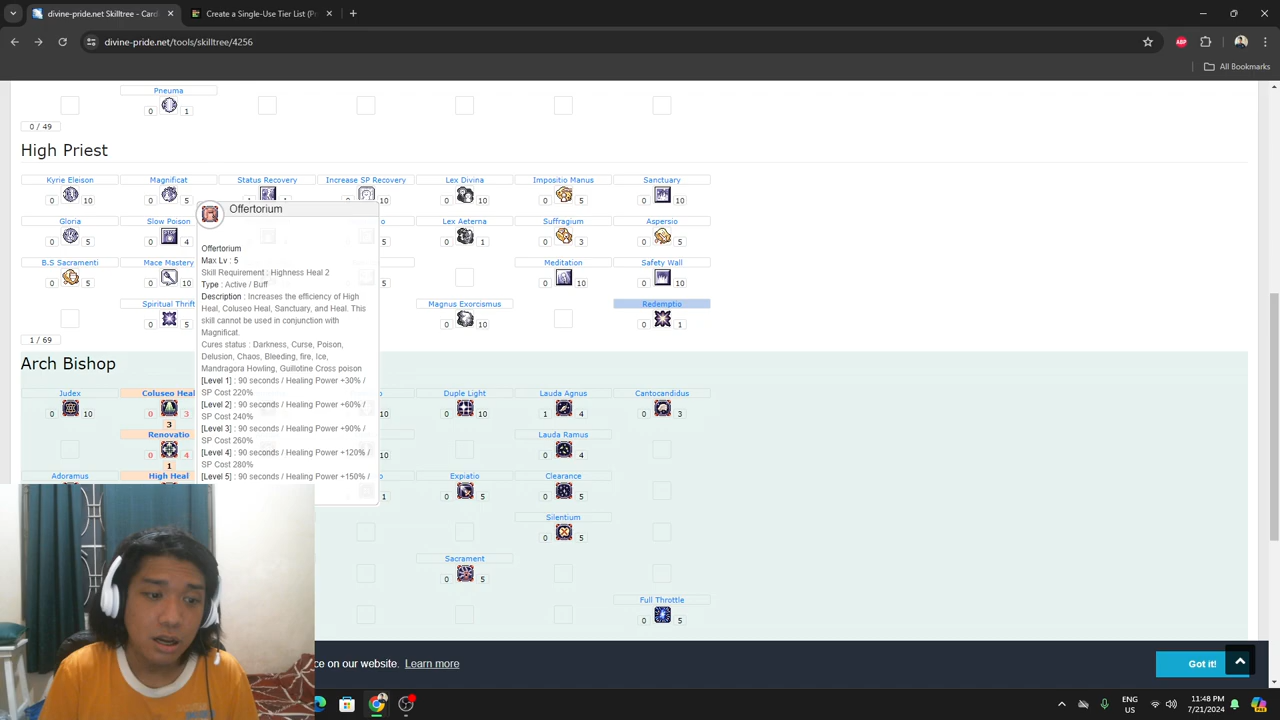 divine-pride.net Skilltree - Card
Create a Single-Use Tier List (P
divine-pride.net/tools/skilltree/4256
ABP
All Bookmarks
Pneuma
0 1
0 / 49
High Priest
Kyrie Eleison Magnificat Status Recovery Increase SP Recovery Lex Divina Impositio Manus Sanctuary
0 10 0 5 10 0 10 0 5 0 10
Offertorium
Gloria Slow Poison Lex Aeterna Suffragium Aspersio
0 5 0 4 5 0 1 0 3 0 5
Offertorium
Max Lv : 5
Skill Requirement : Highness Heal 2
Type : Active / Buff
Description : Increases the efficiency of High
Heal, Coluseo Heal, Sanctuary, and Heal. This
skill cannot be used in conjunction with
Magnificat.
Cures status : Darkness, Curse, Poison,
Delusion, Chaos, Bleeding, fire, Ice,
Mandragora Howling, Guillotine Cross poison
[Level 1] : 90 seconds / Healing Power +30% /
SP Cost 220%
[Level 2] : 90 seconds / Healing Power +60% /
SP Cost 240%
[Level 3] : 90 seconds / Healing Power +90% /
SP Cost 260%
[Level 4] : 90 seconds / Healing Power +120% /
SP Cost 280%
[Level 5] : 90 seconds / Healing Power +150% /
B.S Sacramenti Mace Mastery Meditation Safety Wall
0 5 0 10 0 10 0 10
Spiritual Thrift Magnus Exorcismus Redemptio
0 5 0 10 0 1
1 / 69
Arch Bishop
Judex Coluseo Heal Duple Light Lauda Agnus Cantocandidus
0 10 0 3 10 0 10 1 4 0 3
3
Renovatio Lauda Ramus
0 4 10 0 4
1
Adoramus High Heal Expiatio Clearance
1 0 5 0 5
Silentium
0 5
Sacrament
0 5
Full Throttle
0 5
ce on our website. Learn more
Got it!
ENG
US
11:48 PM
7/21/2024